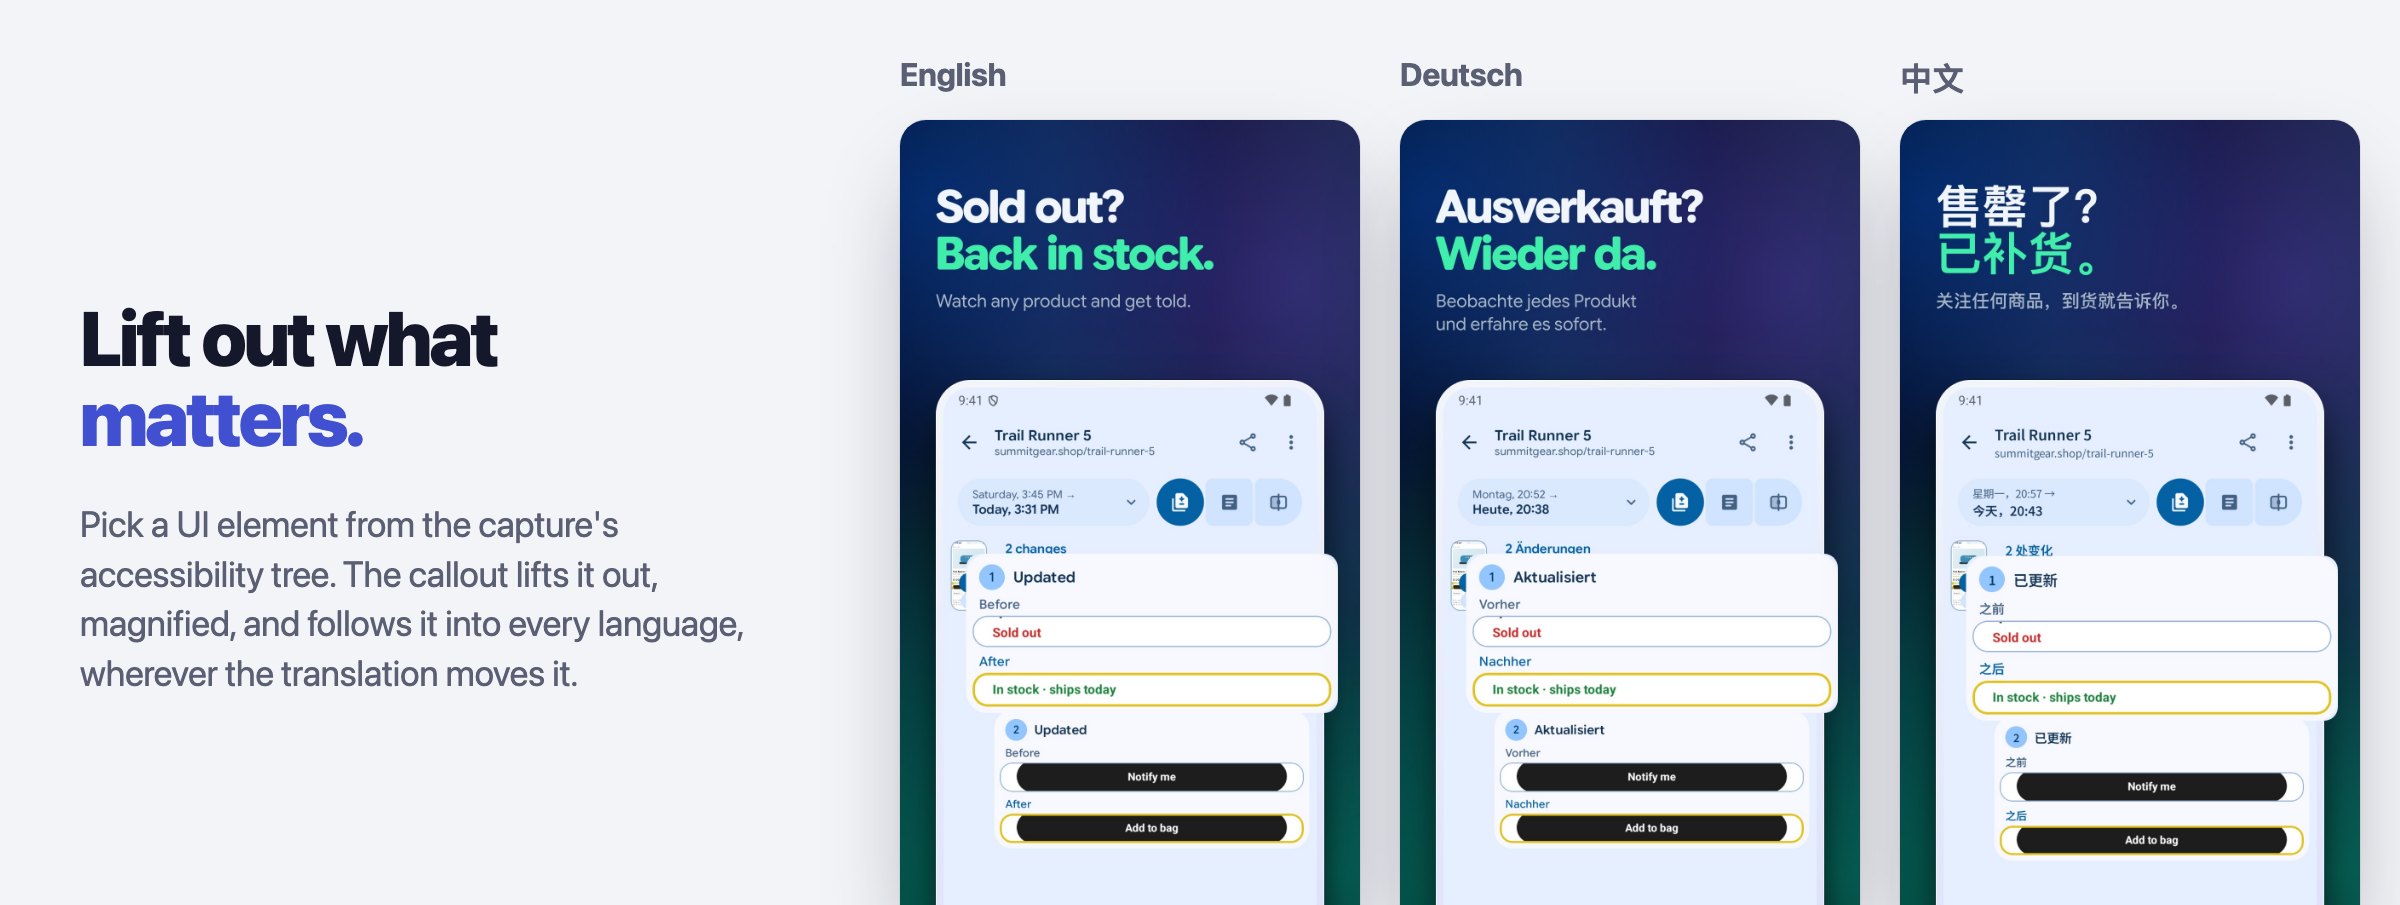 Lift out what
matters.
Pick a UI element from the capture's
accessibility tree. The callout lifts it out,
magnified, and follows it into every language,
wherever the translation moves it.
English
Sold out?
Back in stock.
Watch any product and get told.
9:41
Trail Runner 5
summitgear.shop/trail-runner-5
Saturday, 3:45 PM →
Today, 3:31 PM
2 changes
1 Updated
Before
Sold out
After
In stock · ships today
2 Updated
Before
Notify me
After
Add to bag
Deutsch
Ausverkauft?
Wieder da.
Beobachte jedes Produkt
und erfahre es sofort.
9:41
Trail Runner 5
summitgear.shop/trail-runner-5
Montag, 20:52 →
Heute, 20:38
2 Änderungen
1 Aktualisiert
Vorher
Sold out
Nachher
In stock · ships today
2 Aktualisiert
Vorher
Notify me
Nachher
Add to bag
中文
售罄了?
已补货。
关注任何商品，到货就告诉你。
9:41
Trail Runner 5
summitgear.shop/trail-runner-5
星期一，20:57 →
今天，20:43
2 处变化
1 已更新
之前
Sold out
之后
In stock · ships today
2 已更新
之前
Notify me
之后
Add to bag